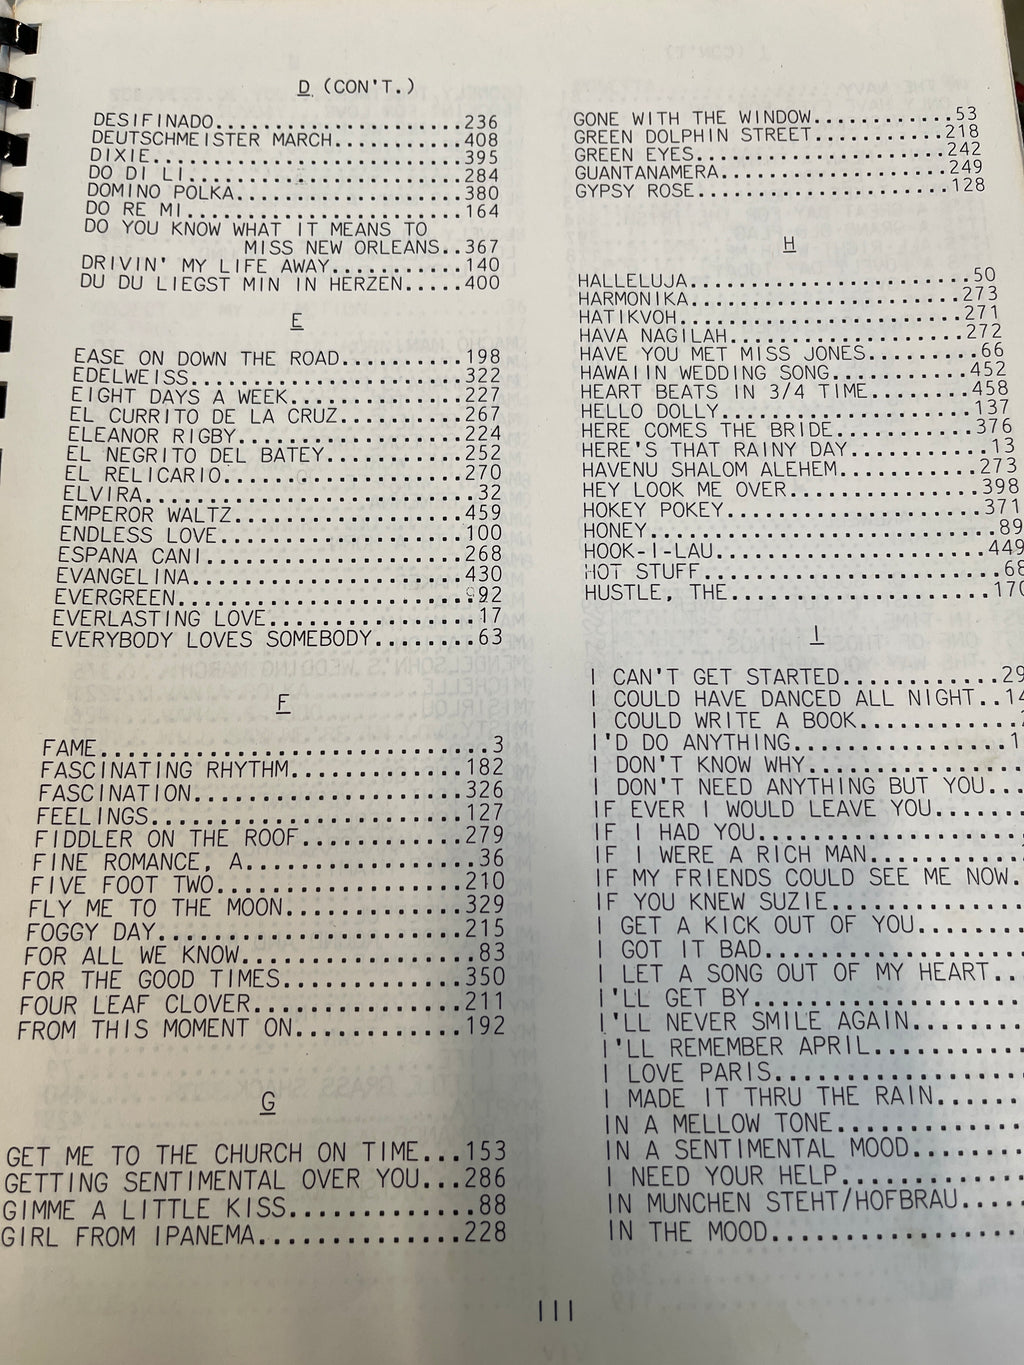 D (CON'T.)
DESIFINADO.........................236
DEUTSCHMEISTER MARCH.............408
DIXIE...............................395
DO DI LI............................284
DOMINO POLKA.......................380
DO RE MI............................164
DO YOU KNOW WHAT IT MEANS TO
MISS NEW ORLEANS..367
DRIVIN' MY LIFE AWAY............140
DU DU LIEGST MIN IN HERZEN.....400
E
EASE ON DOWN THE ROAD...........198
EDELWEISS.........................322
EIGHT DAYS A WEEK................227
EL CURRITO DE LA CRUZ...........267
ELEANOR RIGBY.....................224
EL NEGRITO DEL BATEY............252
EL RELICARIO......................270
ELVIRA.............................32
EMPEROR WALTZ.....................459
ENDLESS LOVE......................100
ESPANA CANI.......................268
EVANGELINA........................430
EVERGREEN..........................92
EVERLASTING LOVE..................17
EVERYBODY LOVES SOMEBODY........63
F
FAME................................3
FASCINATING RHYTHM..............182
FASCINATION.......................326
FEELINGS..........................127
FIDDLER ON THE ROOF.............279
FINE ROMANCE, A..................36
FIVE FOOT TWO....................210
FLY ME TO THE MOON..............329
FOGGY DAY.........................215
FOR ALL WE KNOW..................83
FOR THE GOOD TIMES..............350
FOUR LEAF CLOVER................211
FROM THIS MOMENT ON.............192
G
GET ME TO THE CHURCH ON TIME...153
GETTING SENTIMENTAL OVER YOU...286
GIMME A LITTLE KISS.............88
GIRL FROM IPANEMA...............228
GONE WITH THE WINDOW............53
GREEN DOLPHIN STREET............218
GREEN EYES.......................242
GUANTANAMERA.....................249
GYPSY ROSE.......................128
H
HALLELUJA.........................50
HARMONIKA........................273
HATIKVOH.........................271
HAVA NAGILAH.....................272
HAVE YOU MET MISS JONES.........66
HAWAIIN WEDDING SONG............452
HEART BEATS IN 3/4 TIME........458
HELLO DOLLY......................137
HERE COMES THE BRIDE............376
HERE'S THAT RAINY DAY...........13
HAVENU SHALOM ALEHEM............273
HEY LOOK ME OVER................398
HOKEY POKEY......................371
HONEY.............................89
HOOK-I-LAU.......................449
HOT STUFF.........................68
HUSTLE, THE......................170
I
I CAN'T GET STARTED............29
I COULD HAVE DANCED ALL NIGHT..14
I COULD WRITE A BOOK............
I'D DO ANYTHING................1
I DON'T KNOW WHY................
I DON'T NEED ANYTHING BUT YOU...
IF EVER I WOULD LEAVE YOU.......
IF I HAD YOU....................
IF I WERE A RICH MAN............
IF MY FRIENDS COULD SEE ME NOW.
IF YOU KNEW SUZIE...............
I GET A KICK OUT OF YOU........
I GOT IT BAD....................
I LET A SONG OUT OF MY HEART..
I'LL GET BY.....................
I'LL NEVER SMILE AGAIN.........
I'LL REMEMBER APRIL............
I LOVE PARIS....................
I MADE IT THRU THE RAIN.......
IN A MELLOW TONE...............
IN A SENTIMENTAL MOOD.........
I NEED YOUR HELP...............
IN MUNCHEN STEHT/HOFBRAU.....
IN THE MOOD....................
III